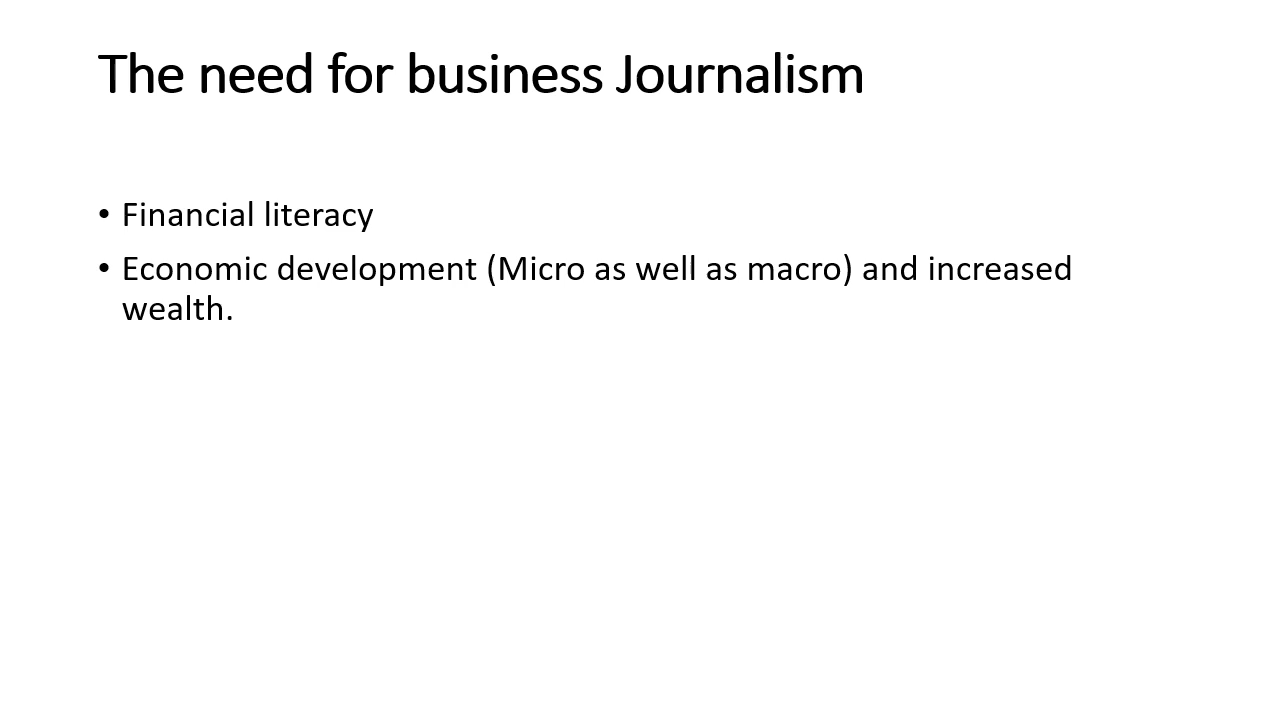 The need for business Journalism
• Financial literacy
• Economic development (Micro as well as macro) and increased
wealth.